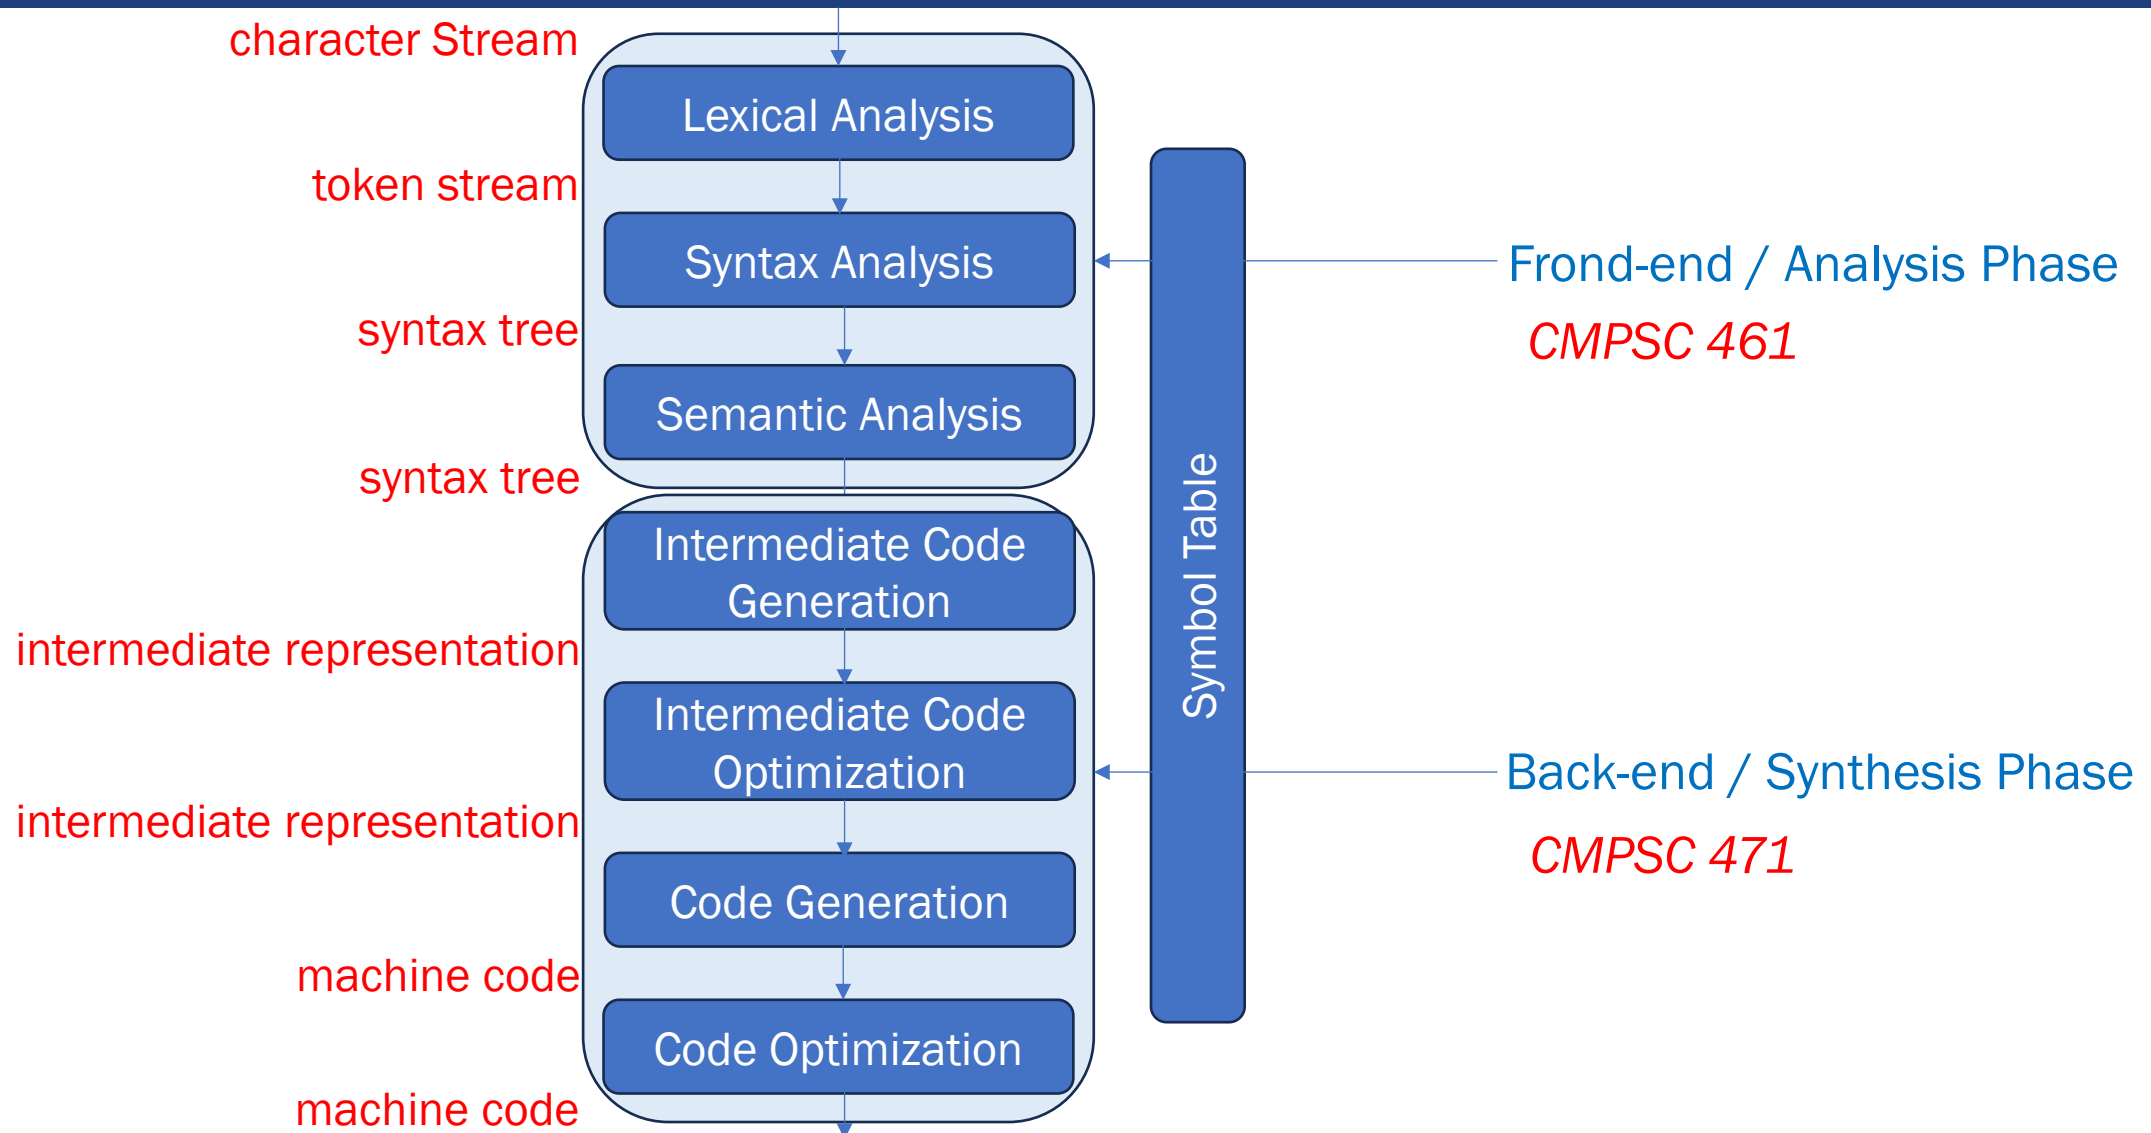 character Stream
Lexical Analysis
token stream
Syntax Analysis
Frond-end / Analysis Phase
syntax tree
CMPSC 461
Semantic Analysis
syntax tree
Symbol Table
Intermediate Code
Generation
intermediate representation
Intermediate Code
Optimization
Back-end / Synthesis Phase
intermediate representation
CMPSC 471
Code Generation
machine code
Code Optimization
machine code